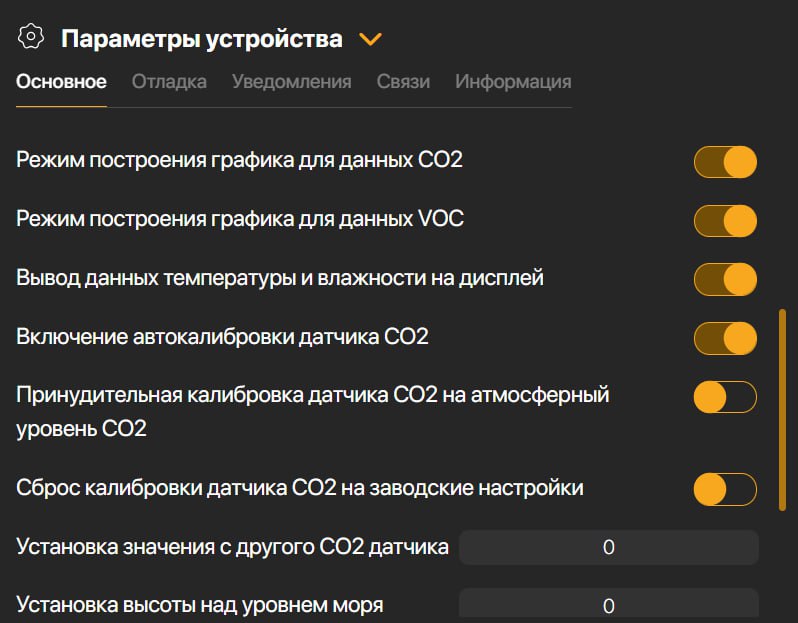 Параметры устройства
Основное Отладка Уведомления Связи Информация
Режим построения графика для данных CO2
Режим построения графика для данных VOC
Вывод данных температуры и влажности на дисплей
Включение автокалибровки датчика CO2
Принудительная калибровка датчика CO2 на атмосферный
уровень CO2
Сброс калибровки датчика CO2 на заводские настройки
Установка значения с другого CO2 датчика 0
Установка высоты над уровнем моря 0